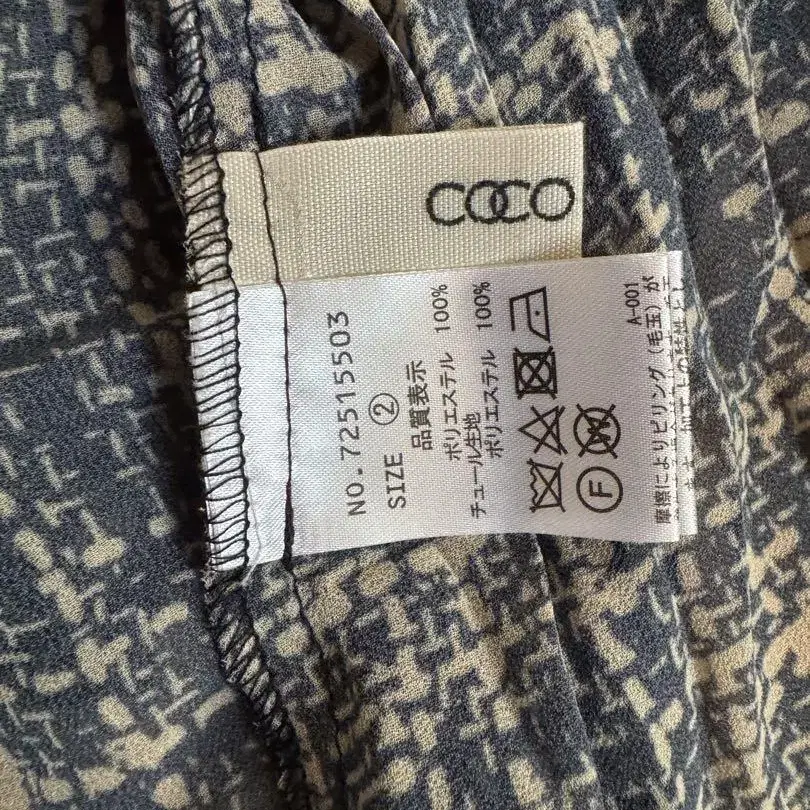 COCO
NO.72515503
SIZE ②
品質表示
ポリエステル 100%
チュール生地
ポリエステル 100%
F W
A-001
摩擦によりピリング(毛玉)が